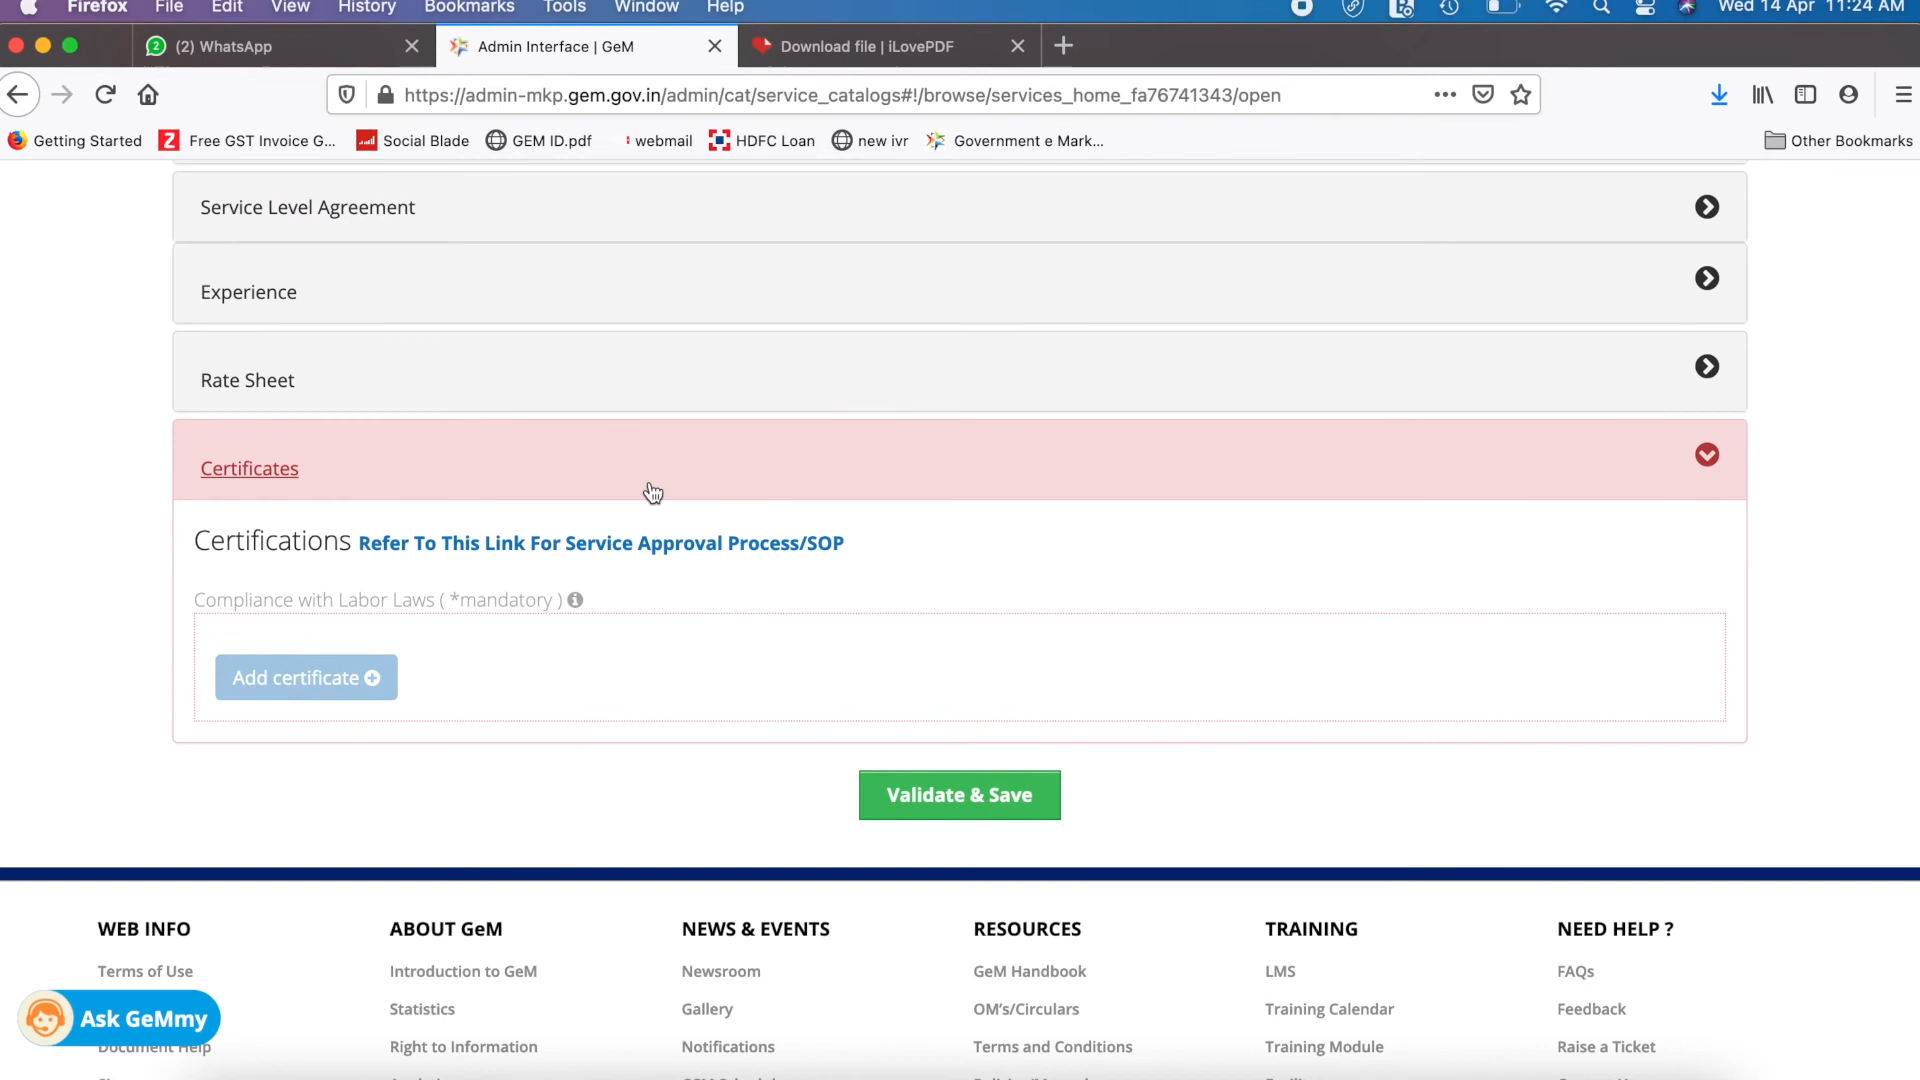 Firefox File Edit View History Bookmarks Tools Window Help Wed 14 Apr 11:24 AM
(2) WhatsApp Admin Interface | GeM Download file | iLovePDF
https://admin-mkp.gem.gov.in/admin/cat/service_catalogs#!/browse/services_home_fa76741343/open
Getting Started Free GST Invoice G... Social Blade GEM ID.pdf webmail HDFC Loan new ivr Government e Mark... Other Bookmarks
Service Level Agreement
Experience
Rate Sheet
Certificates
Certifications Refer To This Link For Service Approval Process/SOP
Compliance with Labor Laws ( *mandatory )
Add certificate
Validate & Save
WEB INFO ABOUT GeM NEWS & EVENTS RESOURCES TRAINING NEED HELP ?
Terms of Use Introduction to GeM Newsroom GeM Handbook LMS FAQs
Statistics Gallery OM's/Circulars Training Calendar Feedback
Ask GeMmy
Document Help Right to Information Notifications Terms and Conditions Training Module Raise a Ticket